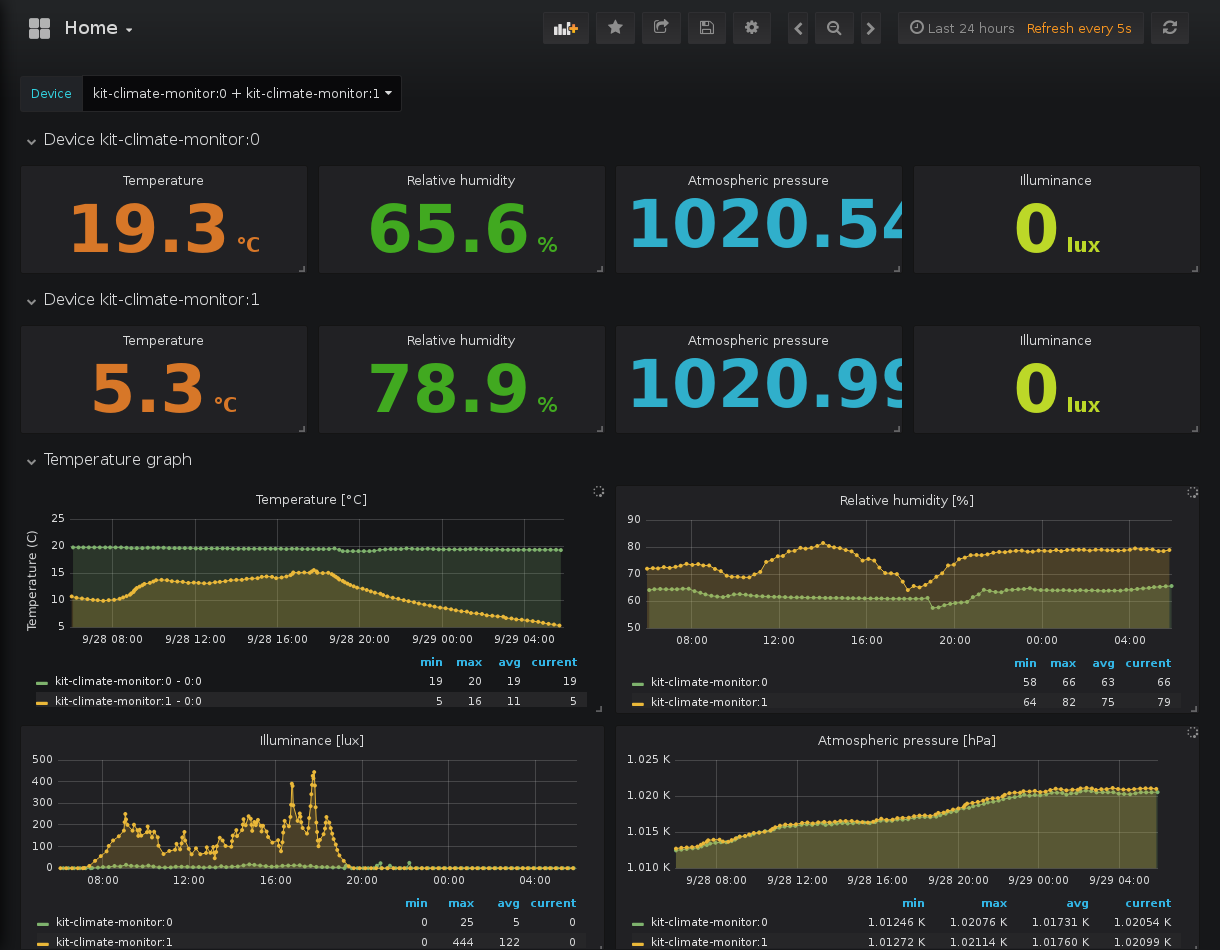 Home
Last 24 hours Refresh every 5s
Device kit-climate-monitor:0 + kit-climate-monitor:1
Device kit-climate-monitor:0
Temperature Relative humidity Atmospheric pressure Illuminance
19.3 °C 65.6 % 1020.54 0 lux
Device kit-climate-monitor:1
Temperature Relative humidity Atmospheric pressure Illuminance
5.3 °C 78.9 % 1020.99 0 lux
Temperature graph
Temperature [°C]
Temperature (C)
25
20
15
10
5
9/28 08:00 9/28 12:00 9/28 16:00 9/28 20:00 9/29 00:00 9/29 04:00
min max avg current
kit-climate-monitor:0 - 0:0 19 20 19 19
kit-climate-monitor:1 - 0:0 5 16 11 5
Relative humidity [%]
90
80
70
60
50
08:00 12:00 16:00 20:00 00:00 04:00
min max avg current
kit-climate-monitor:0 58 66 63 66
kit-climate-monitor:1 64 82 75 79
Illuminance [lux]
500
400
300
200
100
0
08:00 12:00 16:00 20:00 00:00 04:00
min max avg current
kit-climate-monitor:0 0 25 5 0
kit-climate-monitor:1 0 444 122 0
Atmospheric pressure [hPa]
1.025 K
1.020 K
1.015 K
1.010 K
9/28 08:00 9/28 12:00 9/28 16:00 9/28 20:00 9/29 00:00 9/29 04:00
min max avg current
kit-climate-monitor:0 1.01246 K 1.02076 K 1.01731 K 1.02054 K
kit-climate-monitor:1 1.01272 K 1.02114 K 1.01760 K 1.02099 K